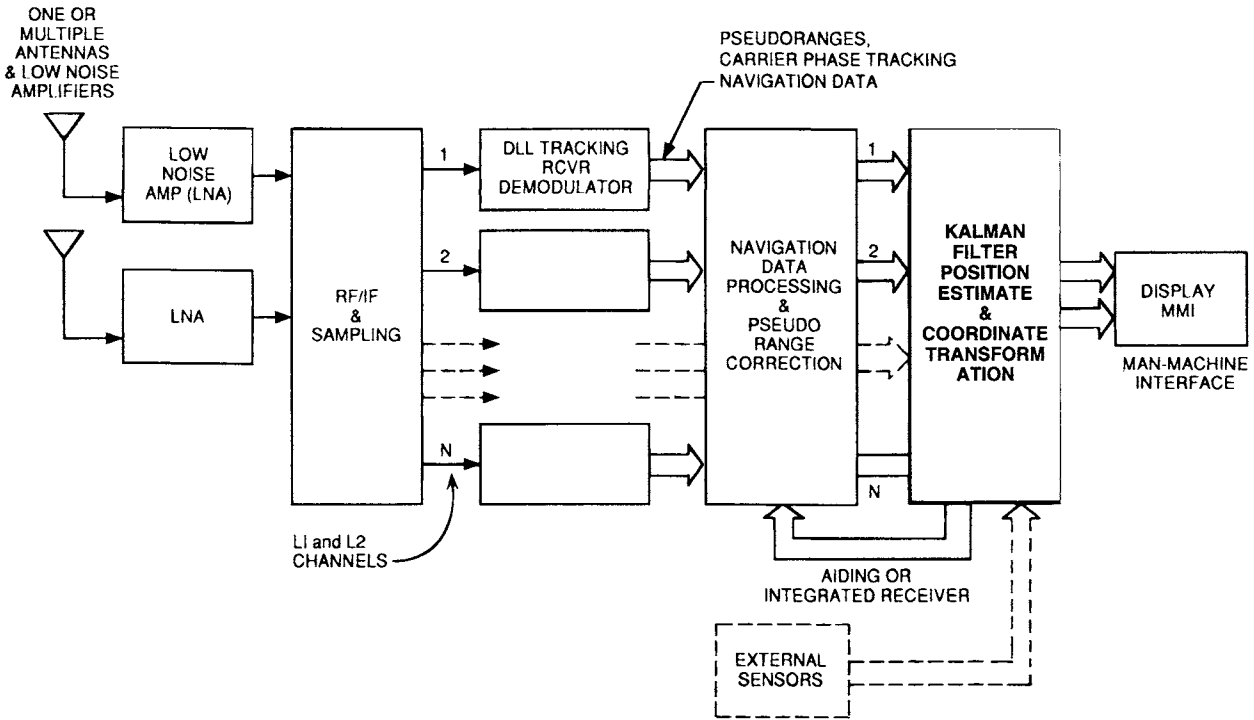 ONE OR
MULTIPLE
ANTENNAS
& LOW NOISE
AMPLIFIERS
PSEUDORANGES,
CARRIER PHASE TRACKING
NAVIGATION DATA
LOW
NOISE
AMP (LNA)
LNA
RF/IF
&
SAMPLING
1
2
N
DLL TRACKING
RCVR
DEMODULATOR
NAVIGATION
DATA
PROCESSING
&
PSEUDO
RANGE
CORRECTION
1
2
N
KALMAN
FILTER
POSITION
ESTIMATE
&
COORDINATE
TRANSFORM
ATION
DISPLAY
MMI
MAN-MACHINE
INTERFACE
LI and L2
CHANNELS
AIDING OR
INTEGRATED RECEIVER
EXTERNAL
SENSORS